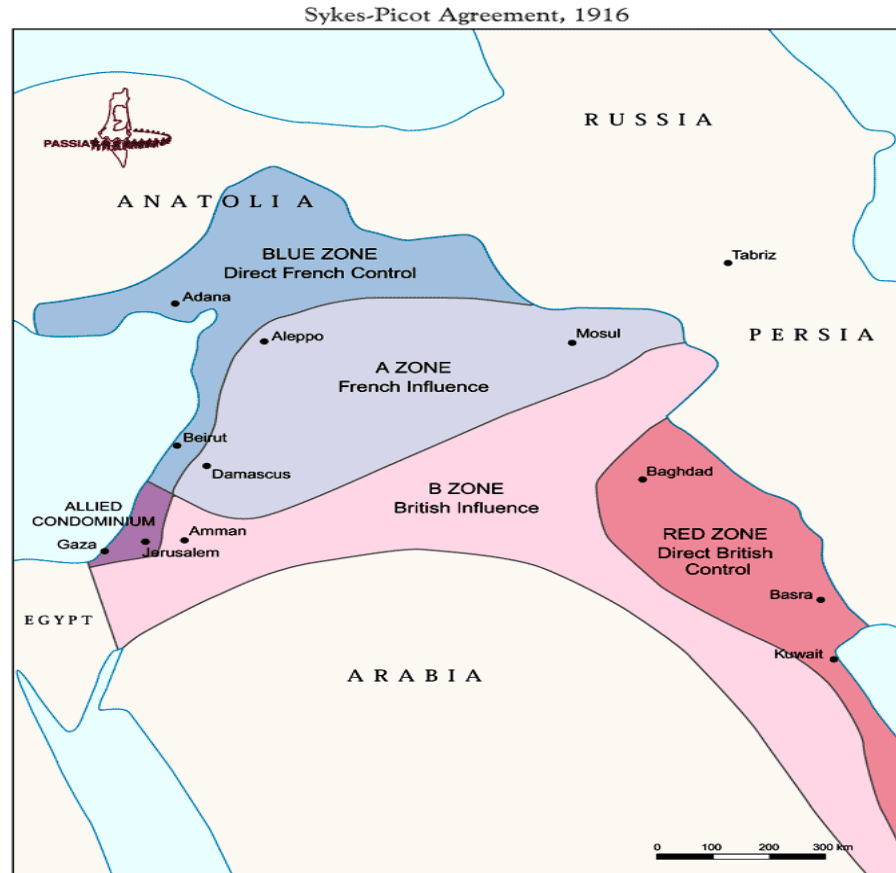 Sykes-Picot Agreement, 1916
RUSSIA
PASSIA
ANATOLIA
BLUE ZONE
Direct French Control
Tabriz
Adana
Aleppo
Mosul
PERSIA
A ZONE
French Influence
Beirut
Damascus
Baghdad
B ZONE
British Influence
ALLIED
CONDOMINIUM
Amman
Gaza
Jerusalem
RED ZONE
Direct British
Control
Basra
EGYPT
Kuwait
ARABIA
0 100 200 300 km